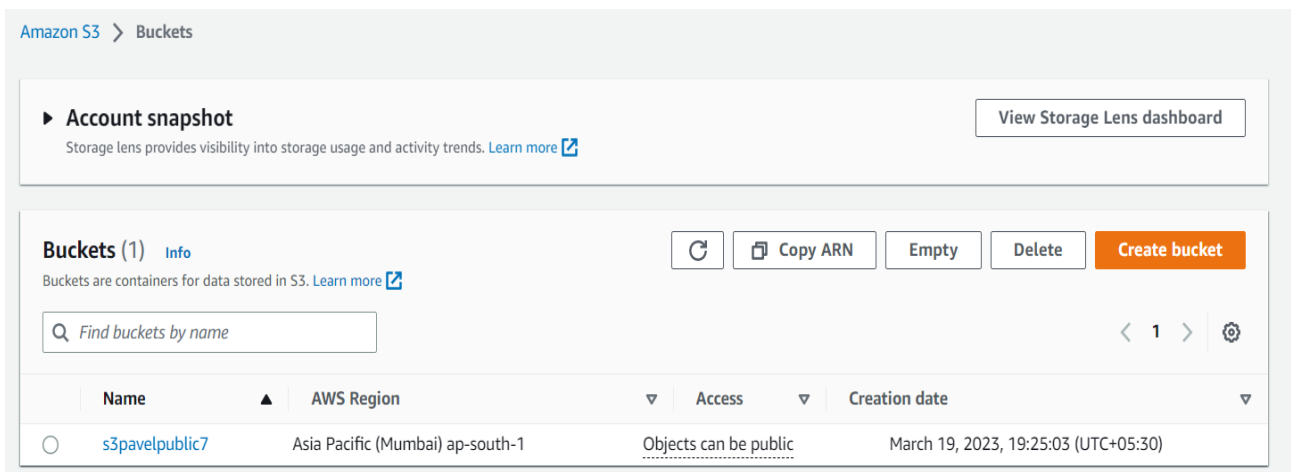 Amazon S3 > Buckets
Account snapshot
View Storage Lens dashboard
Storage lens provides visibility into storage usage and activity trends. Learn more
Buckets (1) Info
Copy ARN Empty Delete Create bucket
Buckets are containers for data stored in S3. Learn more
Find buckets by name
< 1 >
Name AWS Region Access Creation date
s3pavelpublic7 Asia Pacific (Mumbai) ap-south-1 Objects can be public March 19, 2023, 19:25:03 (UTC+05:30)